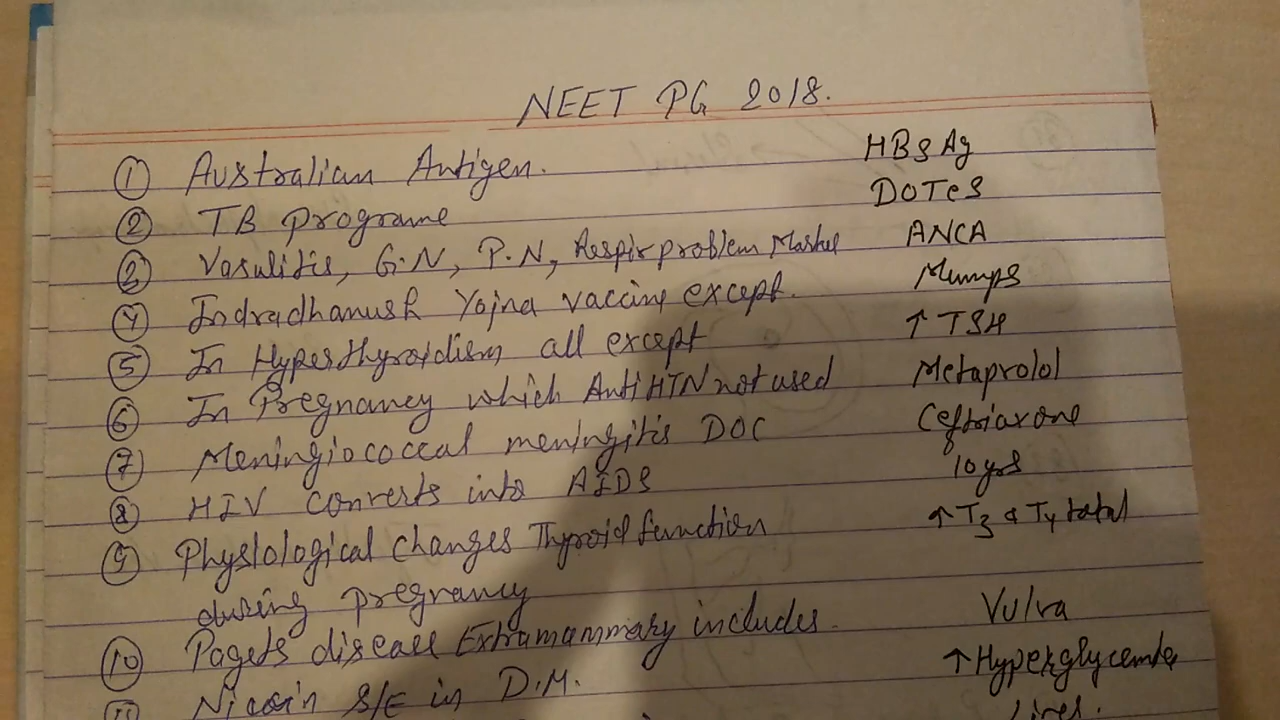 NEET PG 2018.
① Australian Antigen. HBsAg
② TB programe DOTcS
③ Vasulitis, G.N, P.N, Respir problem Marker ANCA
④ Indradhanush Yojna vaccine except. Mumps
⑤ In Hyperthyroidism all except ↑ TSH
⑥ In Pregnancy which Anti HTN not used Metaprolol
⑦ Meningiococcal meningitis DOC Ceftriaxone
⑧ HIV converts into AIDS 10yrs
⑨ Physiological changes Thyroid function ↑ T3 & T4 total
during pregnancy
⑩ Pagets disease Extramammary includes. Vulva
⑪ Niacin S/E in D.M. ↑ Hyperglycemia